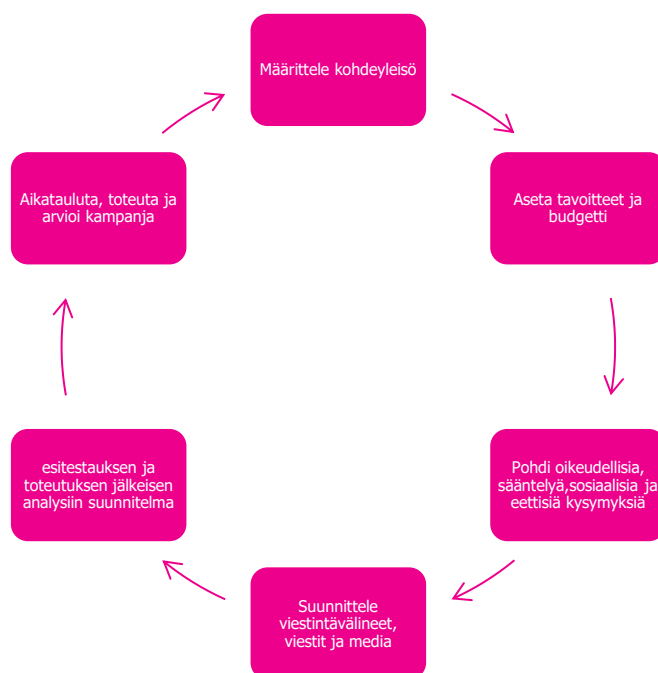 Määrittele kohdeyleisö
Aseta tavoitteet ja
budgetti
Pohdi oikeudellisia,
sääntelyä,sosiaalisia ja
eettisiä kysymyksiä
Suunnittele
viestintävälineet,
viestit ja media
esitestauksen ja
toteutuksen jälkeisen
analysiin suunnitelma
Aikatauluta, toteuta ja
arvioi kampanja